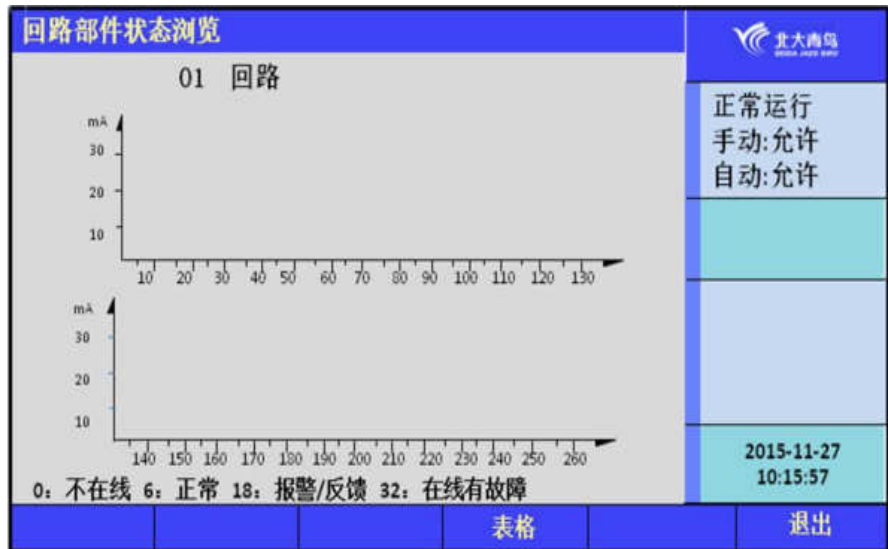 回路部件状态浏览
北大青鸟
01 回路
正常运行
手动:允许
自动:允许
mA
30
20
10
10 20 30 40 50 60 70 80 90 100 110 120 130
mA
30
20
10
140 150 160 170 180 190 200 210 220 230 240 250 260
0: 不在线 6: 正常 18: 报警/反馈 32: 在线有故障
2015-11-27
10:15:57
表格 退出